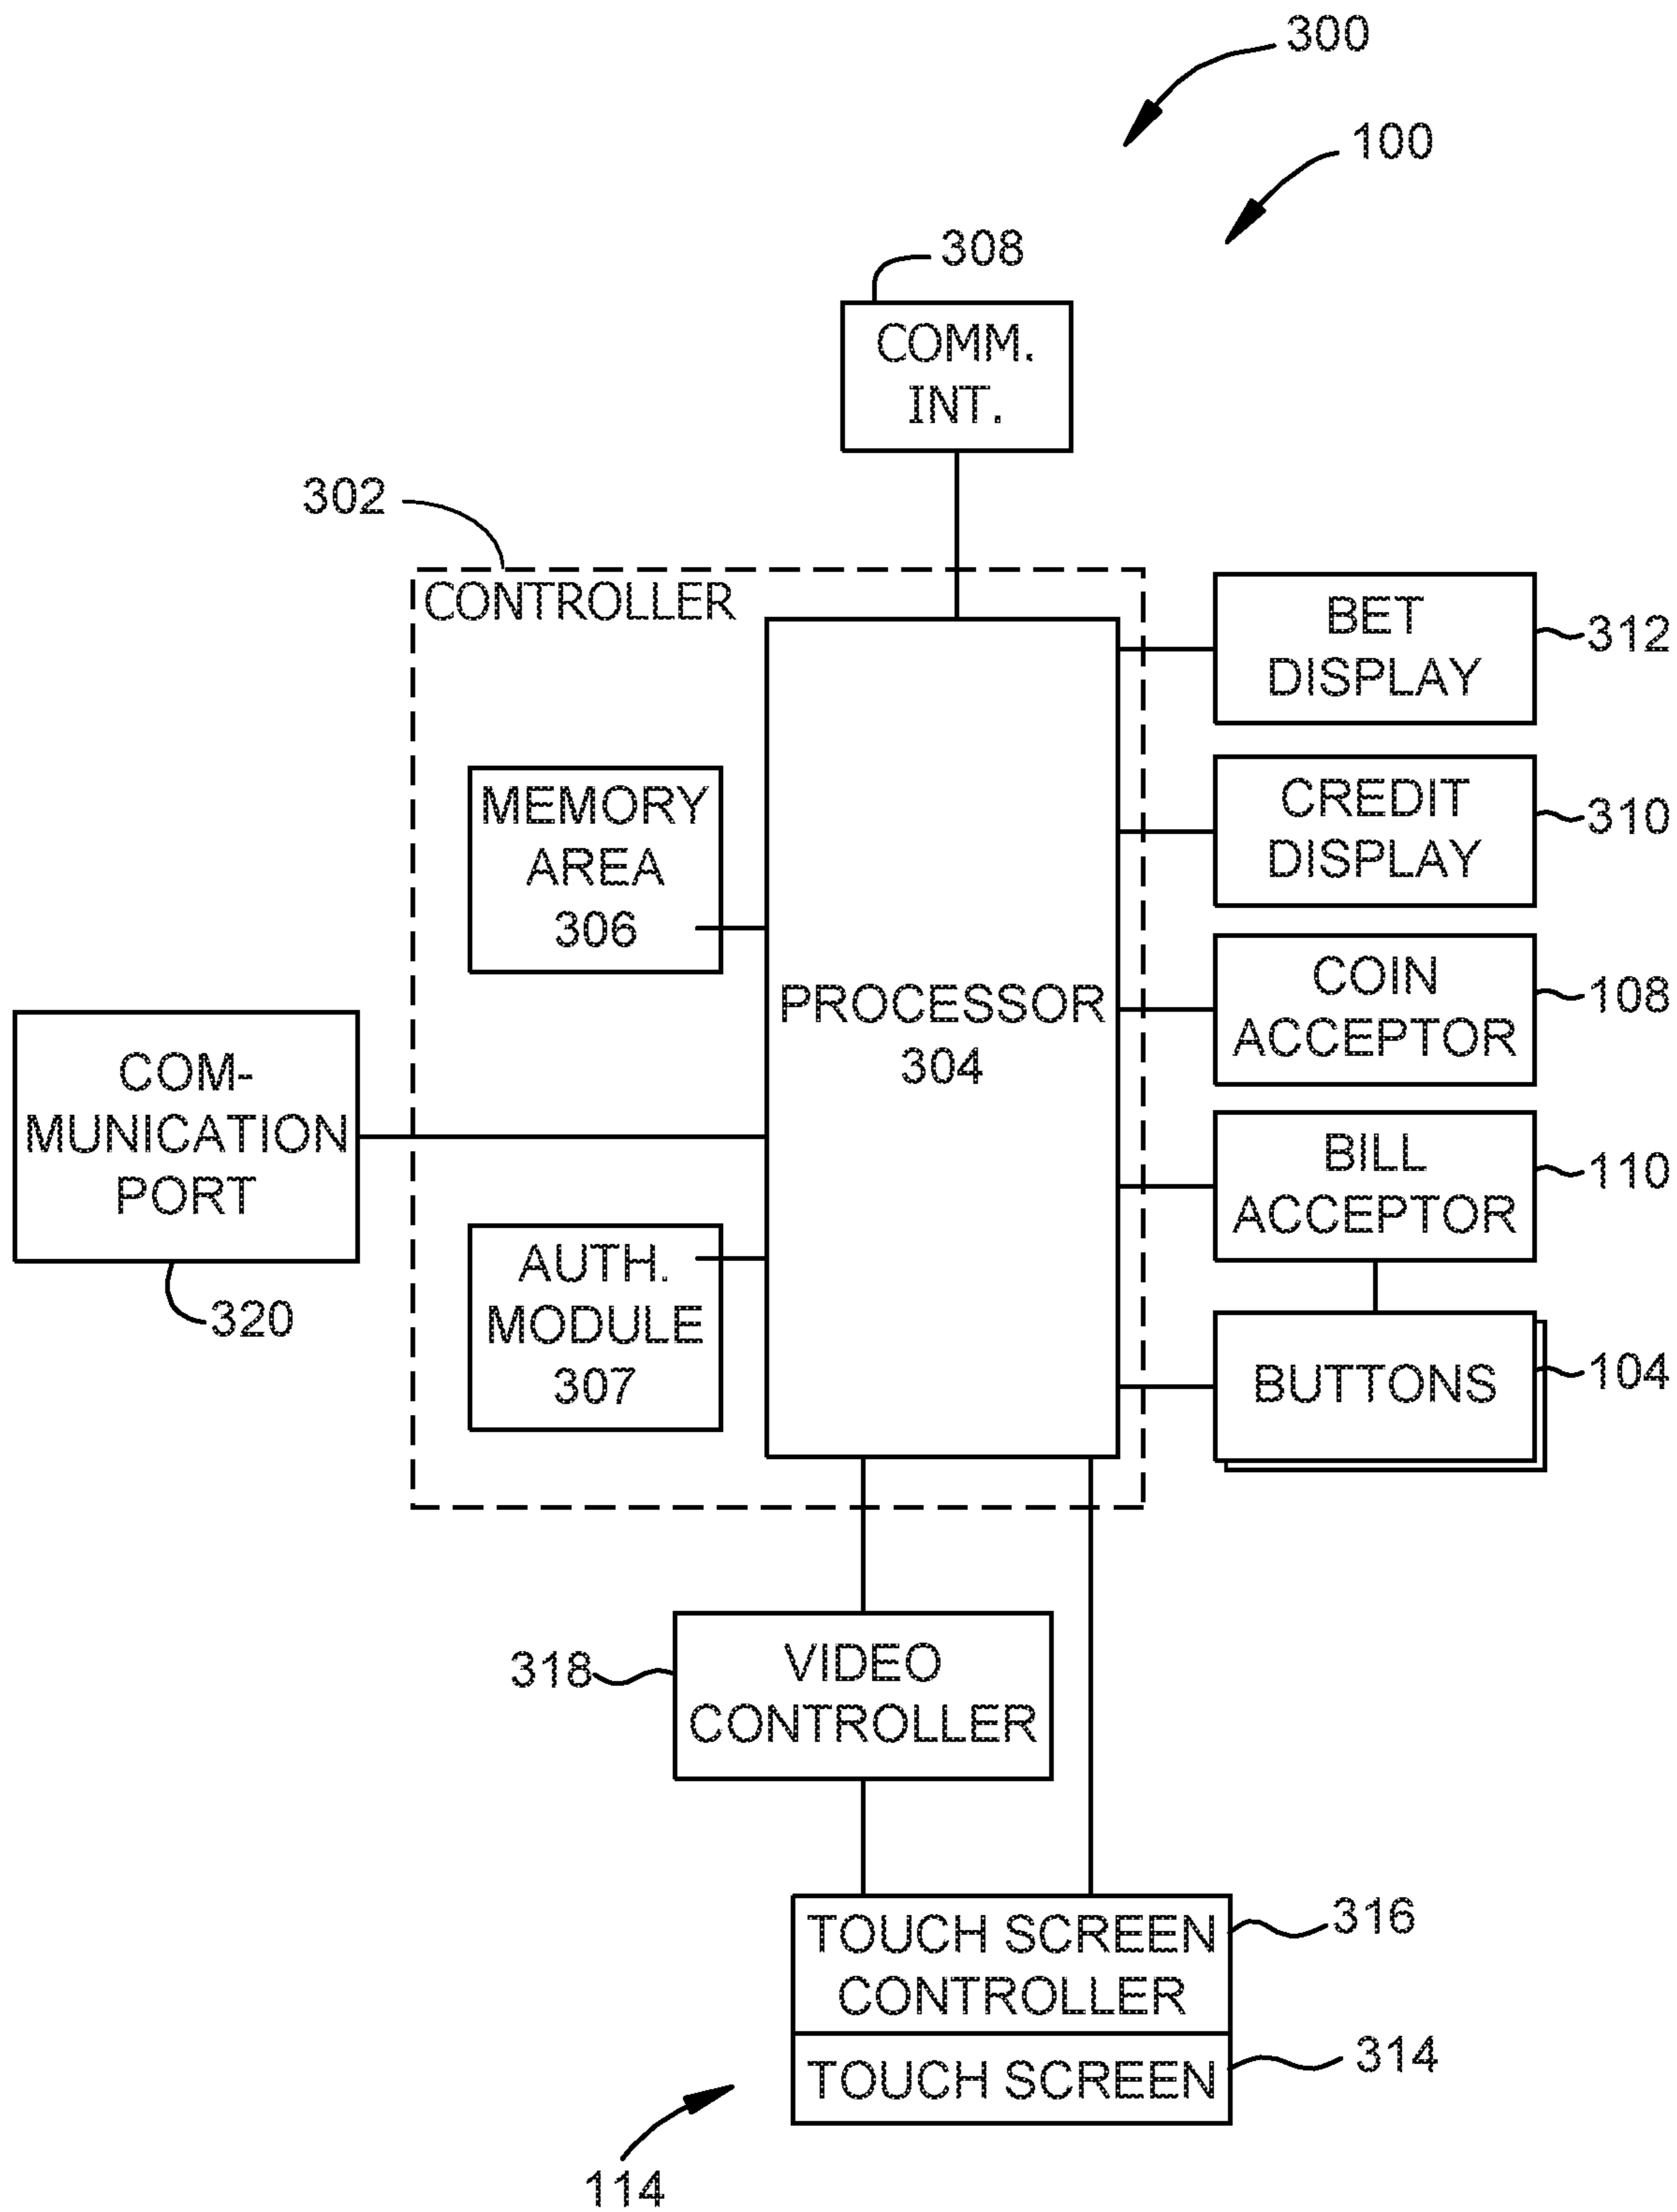 300
100
308
COMM.
INT.
302
CONTROLLER
BET
DISPLAY
312
MEMORY
AREA
306
CREDIT
DISPLAY
310
PROCESSOR
304
COIN
ACCEPTOR
108
COM-
MUNICATION
PORT
320
BILL
ACCEPTOR
110
AUTH.
MODULE
307
BUTTONS
104
318
VIDEO
CONTROLLER
TOUCH SCREEN
CONTROLLER
316
TOUCH SCREEN
314
114